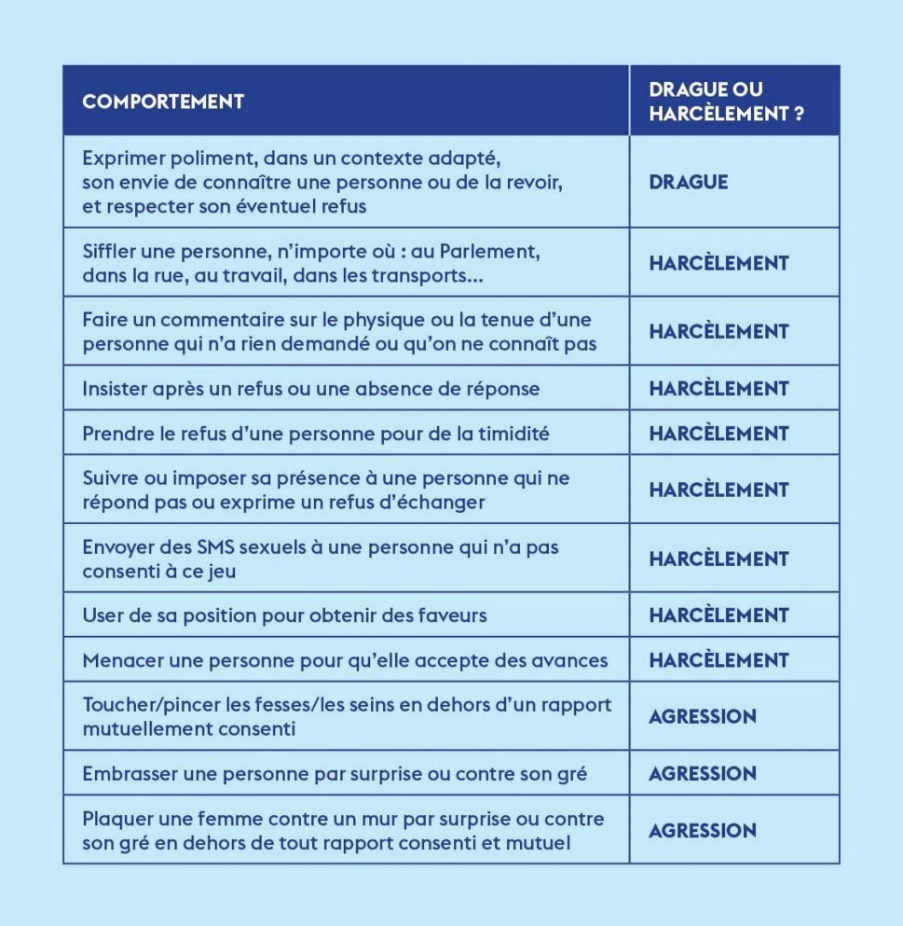 COMPORTEMENT
DRAGUE OU
HARCÈLEMENT ?
Exprimer poliment, dans un contexte adapté,
son envie de connaître une personne ou de la revoir,
et respecter son éventuel refus
DRAGUE
Siffler une personne, n'importe où : au Parlement,
dans la rue, au travail, dans les transports...
HARCÈLEMENT
Faire un commentaire sur le physique ou la tenue d'une
personne qui n'a rien demandé ou qu'on ne connaît pas
HARCÈLEMENT
Insister après un refus ou une absence de réponse
HARCÈLEMENT
Prendre le refus d'une personne pour de la timidité
HARCÈLEMENT
Suivre ou imposer sa présence à une personne qui ne
répond pas ou exprime un refus d'échanger
HARCÈLEMENT
Envoyer des SMS sexuels à une personne qui n'a pas
consenti à ce jeu
HARCÈLEMENT
User de sa position pour obtenir des faveurs
HARCÈLEMENT
Menacer une personne pour qu'elle accepte des avances
HARCÈLEMENT
Toucher/pincer les fesses/les seins en dehors d'un rapport
mutuellement consenti
AGRESSION
Embrasser une personne par surprise ou contre son gré
AGRESSION
Plaquer une femme contre un mur par surprise ou contre
son gré en dehors de tout rapport consenti et mutuel
AGRESSION